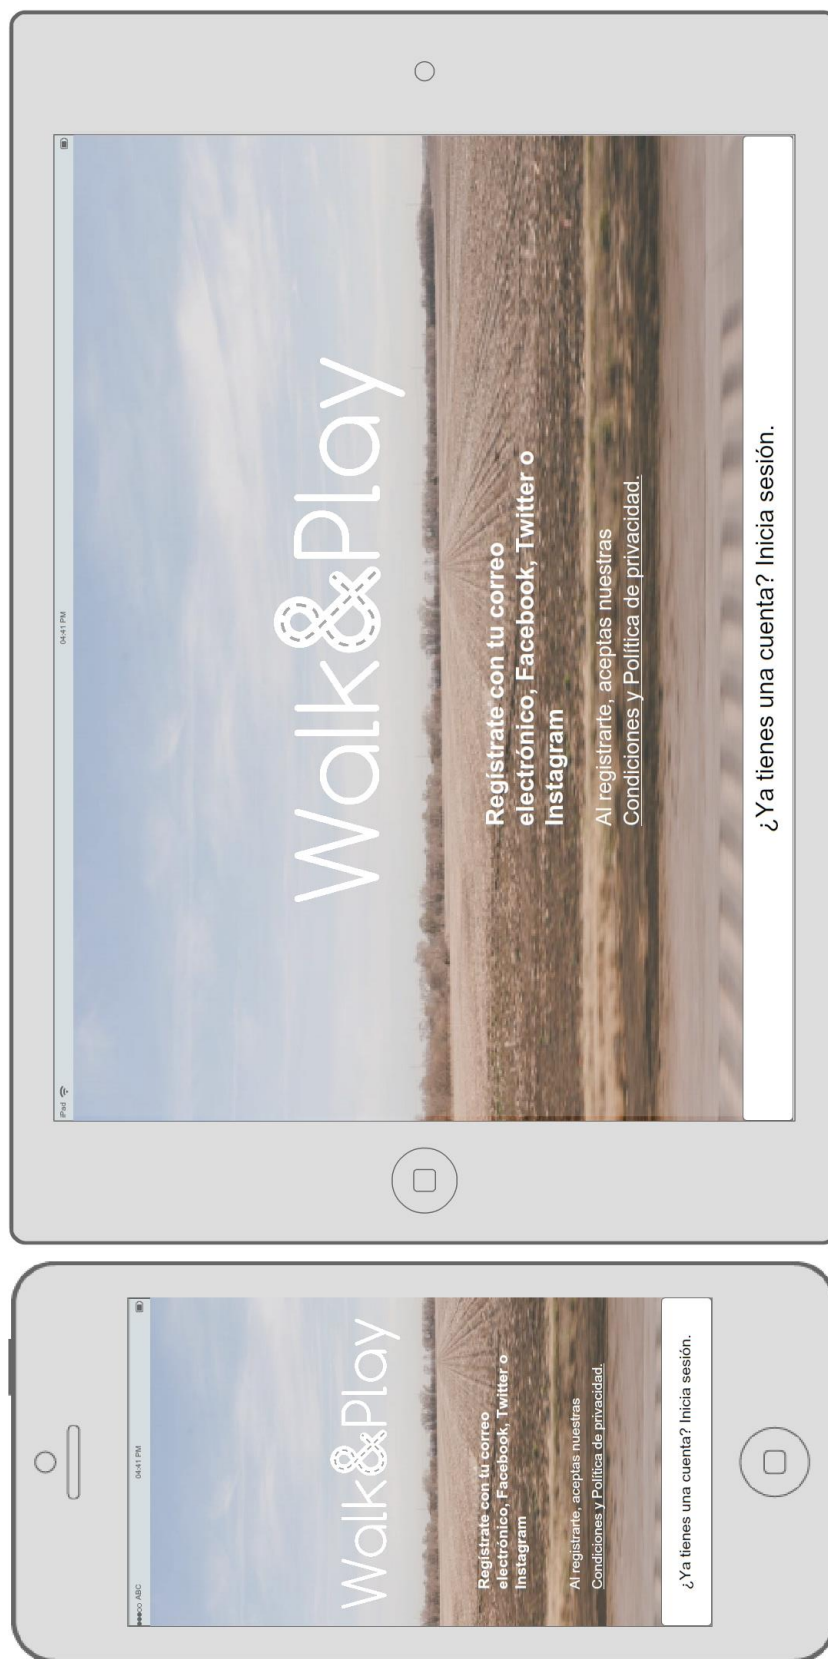 iPad
04:41 PM
Walk&Play
Regístrate con tu correo
electrónico, Facebook, Twitter o
Instagram
Al registrarte, aceptas nuestras
Condiciones y Política de privacidad.
¿Ya tienes una cuenta? Inicia sesión.
ABC
04:41 PM
Walk&Play
Regístrate con tu correo
electrónico, Facebook, Twitter o
Instagram
Al registrarte, aceptas nuestras
Condiciones y Política de privacidad.
¿Ya tienes una cuenta? Inicia sesión.